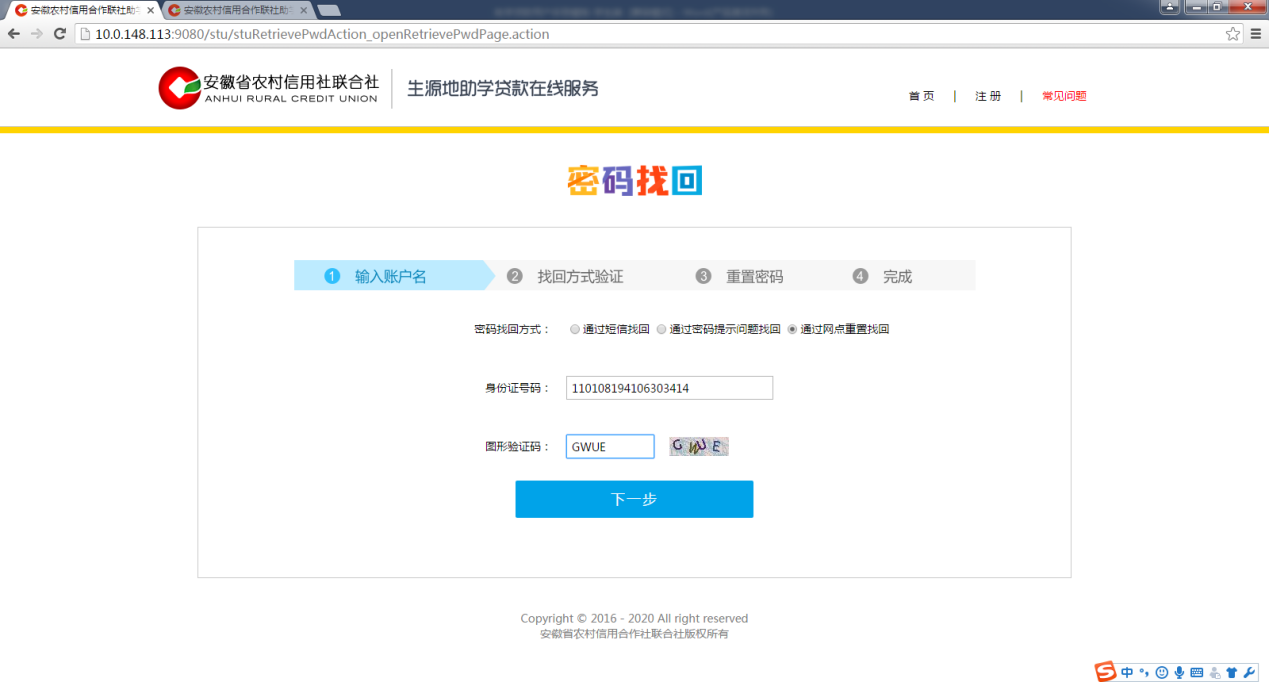 安徽省农村信用合作联社助
安徽省农村信用合作联社助
10.0.148.113:9080/stu/stuRetrievePwdAction_openRetrievePwdPage.action
安徽省农村信用社联合社
ANHUI RURAL CREDIT UNION
生源地助学贷款在线服务
首 页 | 注 册 | 常见问题
密码找回
1 输入账户名 2 找回方式验证 3 重置密码 4 完成
密码找回方式： 通过短信找回 通过密码提示问题找回 通过网点重置找回
身份证号码： 110108194106303414
图形验证码： GWUE GWUE
下一步
Copyright © 2016 - 2020 All right reserved
安徽省农村信用合作社联合社版权所有
S 中